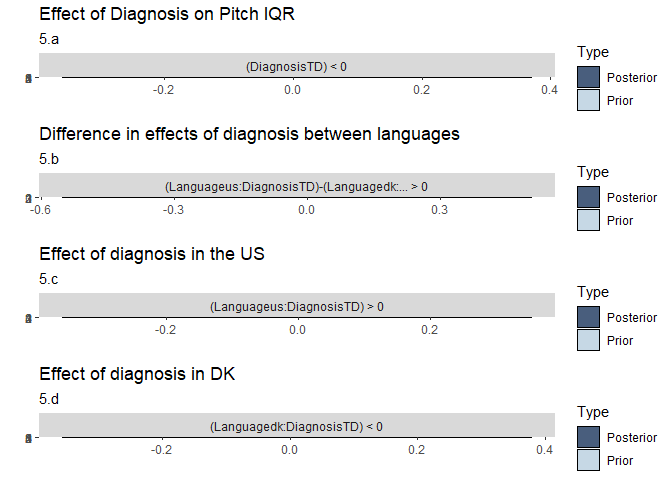 Effect of Diagnosis on Pitch IQR
5.a
(DiagnosisTD) < 0
-0.2 0.0 0.2 0.4
Type
Posterior
Prior
Difference in effects of diagnosis between languages
5.b
(Languageus:DiagnosisTD)-(Languagedk:... > 0
-0.6 -0.3 0.0 0.3
Type
Posterior
Prior
Effect of diagnosis in the US
5.c
(Languageus:DiagnosisTD) > 0
-0.2 0.0 0.2
Type
Posterior
Prior
Effect of diagnosis in DK
5.d
(Languagedk:DiagnosisTD) < 0
-0.2 0.0 0.2 0.4
Type
Posterior
Prior